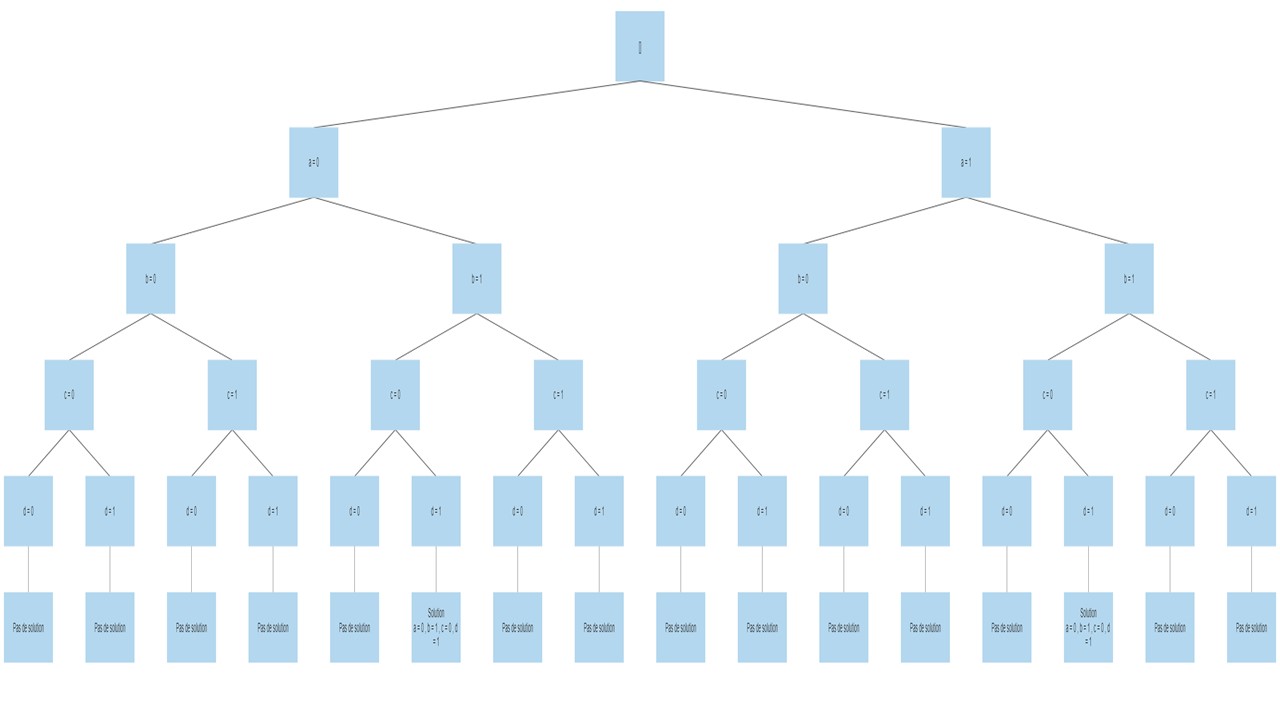 a = 0
a = 1
b = 0
b = 1
b = 0
b = 1
c = 0
c = 1
c = 0
c = 1
c = 0
c = 1
c = 0
c = 1
d = 0
d = 1
d = 0
d = 1
d = 0
d = 1
d = 0
d = 1
d = 0
d = 1
d = 0
d = 1
d = 0
d = 1
d = 0
d = 1
Pas de solution
Pas de solution
Pas de solution
Pas de solution
Pas de solution
Solution
a = 0 , b = 1 , c = 0 , d
= 1
Pas de solution
Pas de solution
Pas de solution
Pas de solution
Pas de solution
Pas de solution
Pas de solution
Solution
a = 0 , b = 1 , c = 0 , d
= 1
Pas de solution
Pas de solution